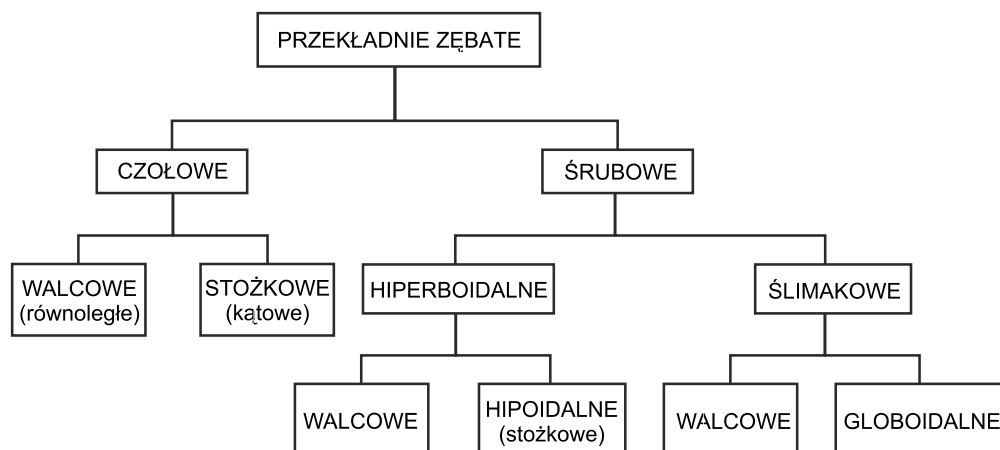 PRZEKŁADNIE ZĘBATE
CZOŁOWE
ŚRUBOWE
WALCOWE
(równoległe)
STOŻKOWE
(kątowe)
HIPERBOIDALNE
ŚLIMAKOWE
WALCOWE
HIPOIDALNE
(stożkowe)
WALCOWE
GLOBOIDALNE